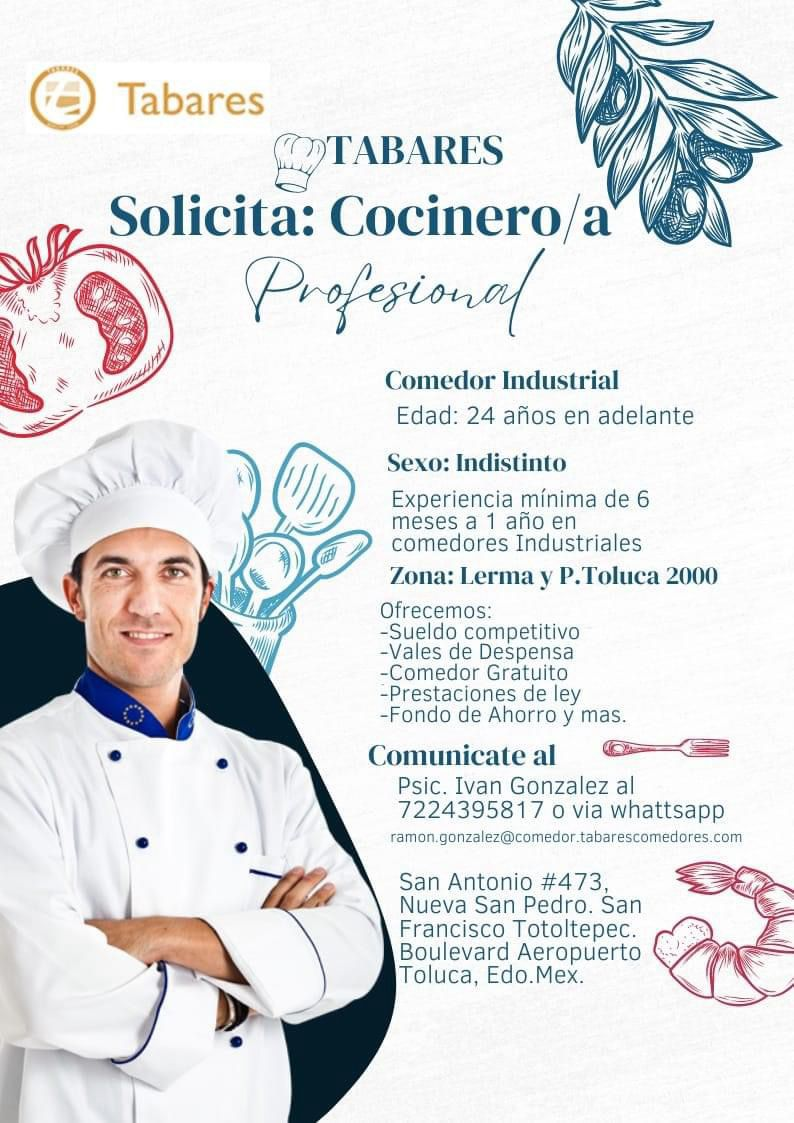 Tabares
TABARES
Solicita: Cocinero/a
Profesional
Comedor Industrial
Edad: 24 años en adelante
Sexo: Indistinto
Experiencia mínima de 6
meses a 1 año en
comedores Industriales
Zona: Lerma y P.Toluca 2000
Ofrecemos:
-Sueldo competitivo
-Vales de Despensa
-Comedor Gratuito
-Prestaciones de ley
-Fondo de Ahorro y mas.
Comunicate al
Psic. Ivan Gonzalez al
7224395817 o via whattsapp
ramon.gonzalez@comedor.tabarescomedores.com
San Antonio #473,
Nueva San Pedro. San
Francisco Totoltepec.
Boulevard Aeropuerto
Toluca, Edo.Mex.